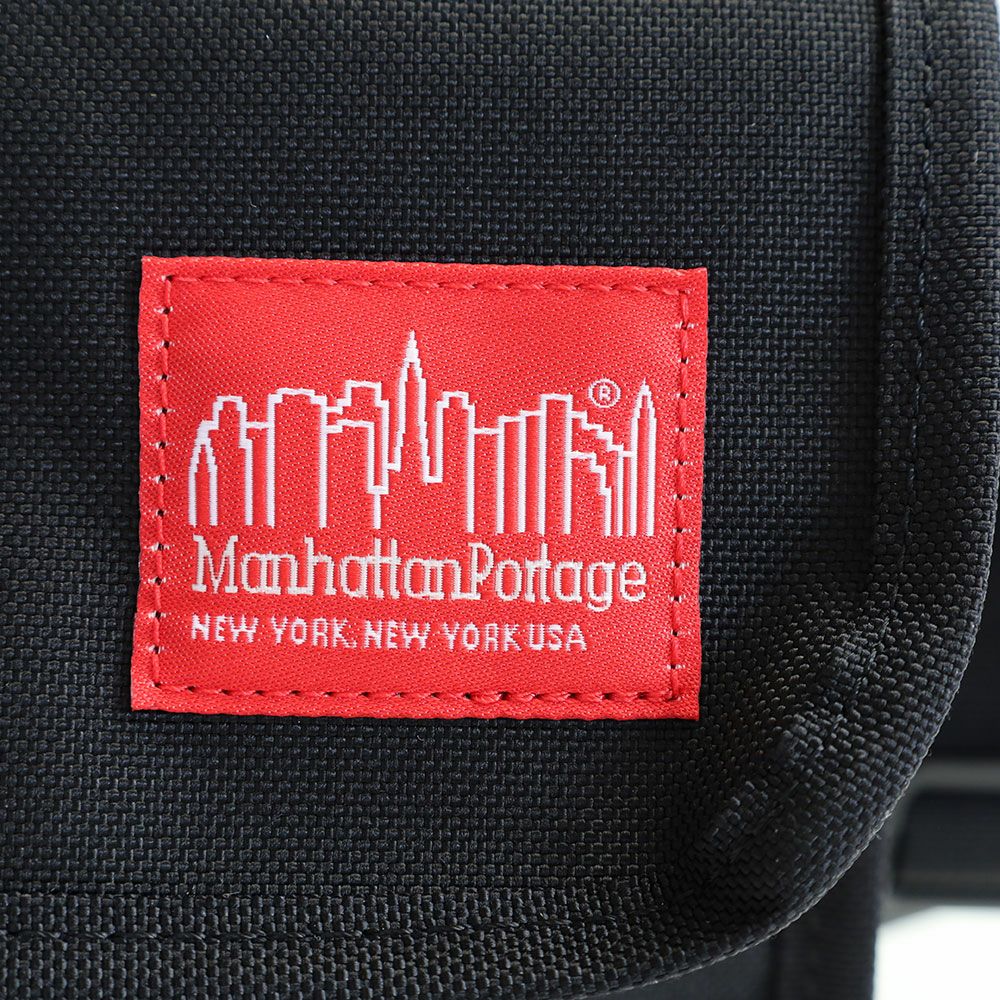 ®
ManhattanPortage
NEW YORK, NEW YORK USA